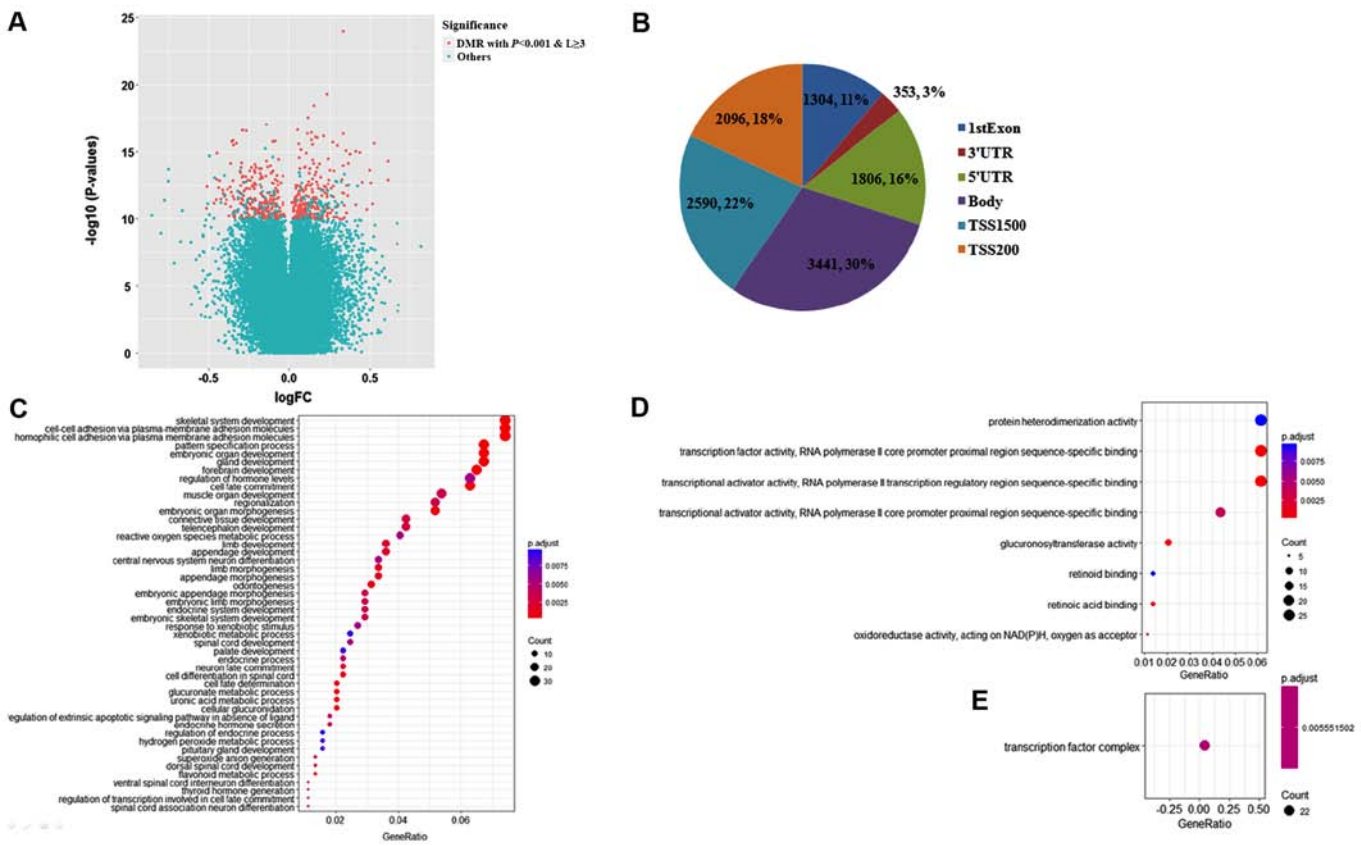 A
25
20
15
10
5
0
-log10 (P-values)
-0.5
0.0
0.5
logFC
Significance
DMR with P<0.001 & L≥3
Others
B
1304, 11%
353, 3%
1806, 16%
3441, 30%
2590, 22%
2096, 18%
1stExon
3'UTR
5'UTR
Body
TSS1500
TSS200
C
skeletal system development
cell-cell adhesion via plasma-membrane adhesion molecules
homophilic cell adhesion via plasma membrane adhesion molecules
pattern specification process
embryonic organ development
gland development
forebrain development
regulation of hormone levels
cell fate commitment
muscle organ development
regionalization
embryonic organ morphogenesis
connective tissue development
telencephalon development
reactive oxygen species metabolic process
limb development
appendage development
central nervous system neuron differentiation
limb morphogenesis
appendage morphogenesis
odontogenesis
embryonic appendage morphogenesis
embryonic limb morphogenesis
endocrine system development
embryonic skeletal system development
response to xenobiotic stimulus
xenobiotic metabolic process
spinal cord development
palate development
endocrine process
neuron fate commitment
cell differentiation in spinal cord
cell fate determination
glucuronate metabolic process
uronic acid metabolic process
cellular glucuronidation
egulation of extrinsic apoptotic signaling pathway in absence of ligand
endocrine hormone secretion
regulation of endocrine process
hydrogen peroxide metabolic process
pituitary gland development
superoxide anion generation
dorsal spinal cord development
flavonoid metabolic process
ventral spinal cord interneuron differentiation
thyroid hormone generation
regulation of transcription involved in cell fate commitment
spinal cord association neuron differentiation
0.02
0.04
0.06
GeneRatio
p.adjust
0.0075
0.0050
0.0025
Count
10
20
30
D
protein heterodimerization activity
transcription factor activity, RNA polymerase II core promoter proximal region sequence-specific binding
transcriptional activator activity, RNA polymerase II transcription regulatory region sequence-specific binding
transcriptional activator activity, RNA polymerase II core promoter proximal region sequence-specific binding
glucuronosyltransferase activity
retinoid binding
retinoic acid binding
oxidoreductase activity, acting on NAD(P)H, oxygen as acceptor
0.01 0.02 0.03 0.04 0.05 0.06
GeneRatio
p.adjust
0.0075
0.0050
0.0025
Count
5
10
15
20
25
E
transcription factor complex
-0.25 0.00 0.25 0.50
GeneRatio
p.adjust
0.005551502
Count
22